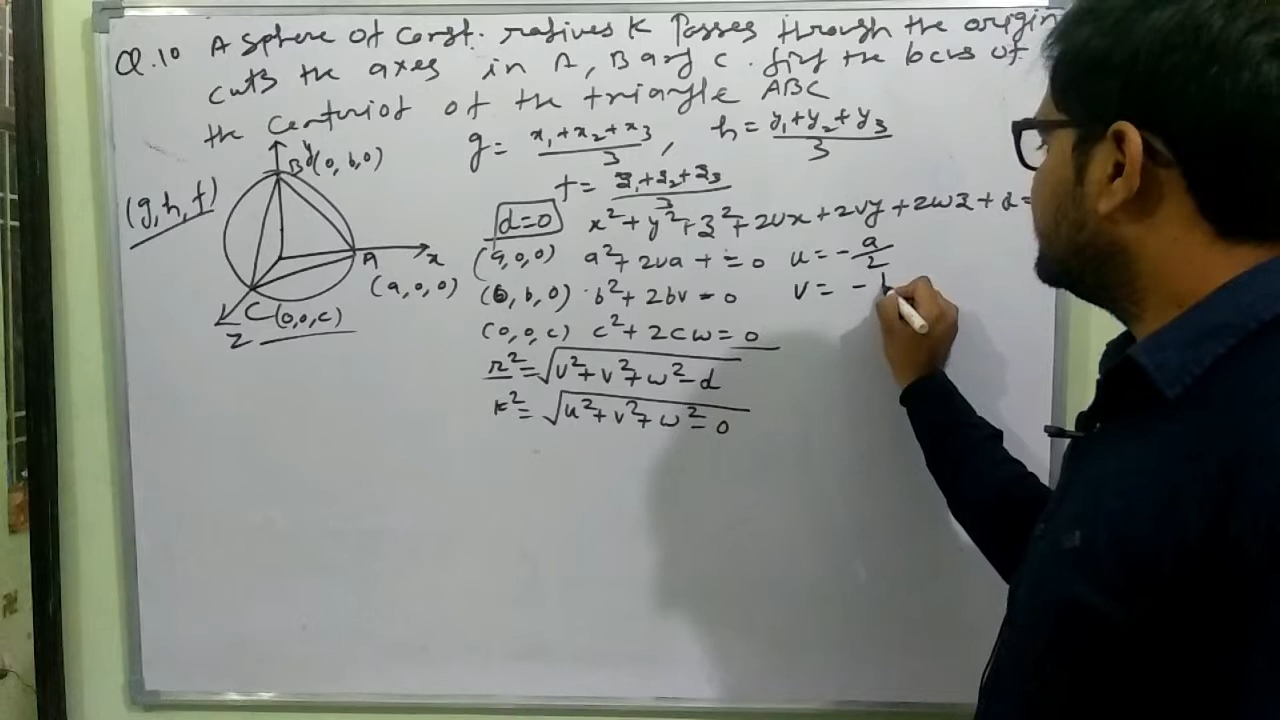 Q.10 A sphere of const. radives k Passes through the origin
cuts the axes in A, B and C. find the locus of
the centriod of the triangle ABC
g = x₁+x₂+x₃/3 , h = y₁+y₂+y₃/3
f = z₁+z₂+z₃/3
y
B(0, b, 0)
(g, h, f)
A
x
(a, 0, 0)
C(0,0,c)
z
d=0 x²+y²+z²+2ux+2vy+2wz+d=
(a,0,0) a²+2ua+ = 0 u = -a/2
(0, b, 0) b²+2bv = 0 v = -b
(0, 0, c) c²+2cw = 0
r² = √u²+v²+w²-d
k² = √u²+v²+w²-0